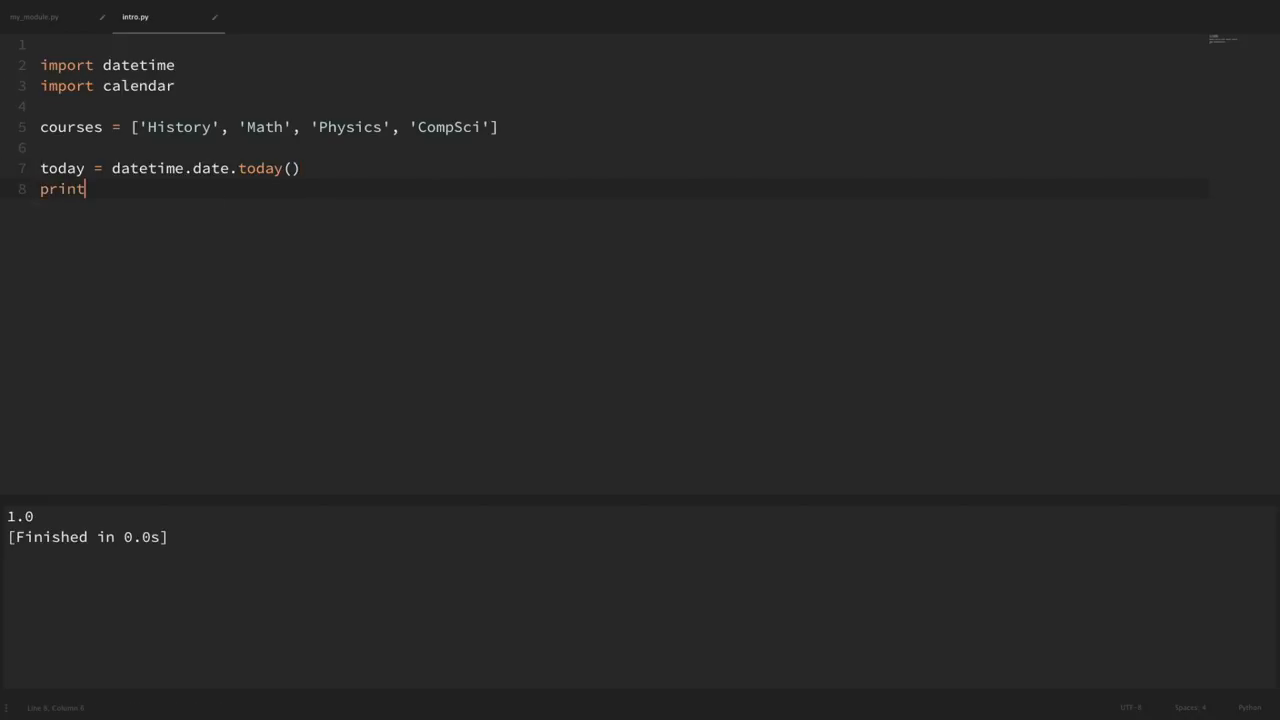 my_module.py
intro.py
1
2 import datetime
3 import calendar
4
5 courses = ['History', 'Math', 'Physics', 'CompSci']
6
7 today = datetime.date.today()
8 print
1.0
[Finished in 0.0s]
Line 8, Column 6
UTF-8
Spaces: 4
Python